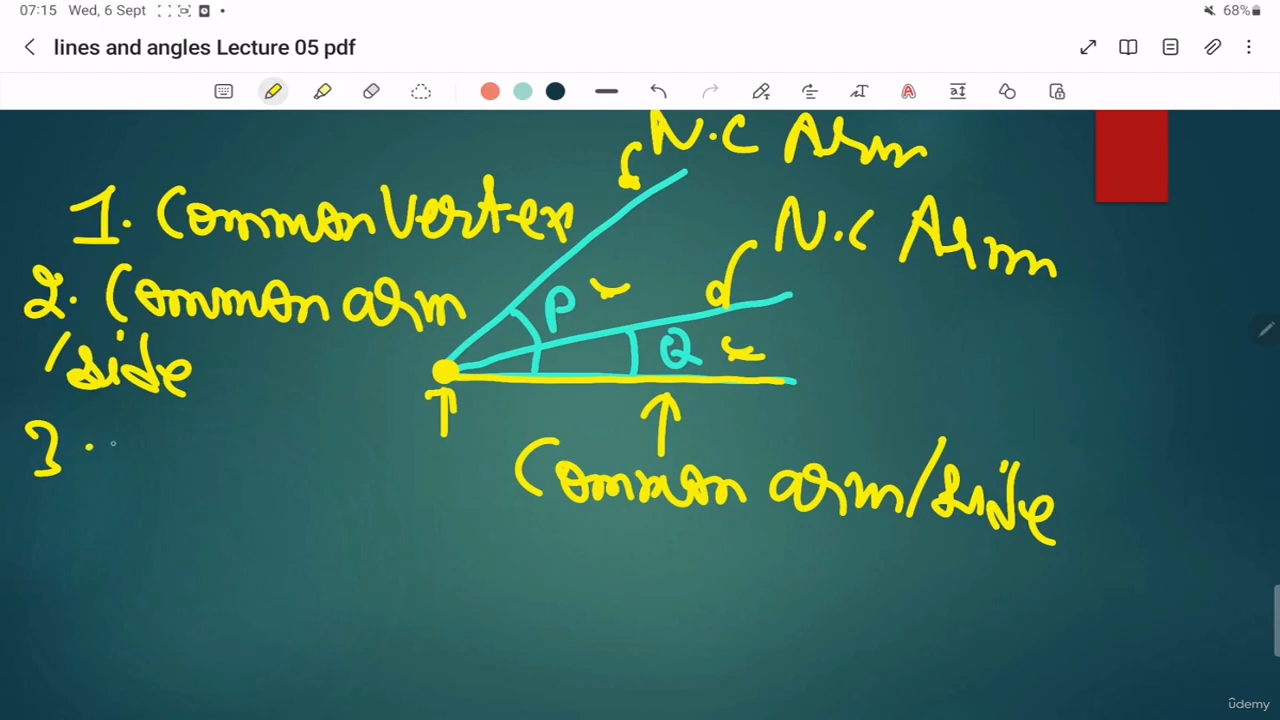 07:15 Wed, 6 Sept
68%
lines and angles Lecture 05 pdf
N.C Arm
1. Common Vertex
N.C Arm
2. Common arm
/side
P
Q
3.
Common arm/side
ûdemy